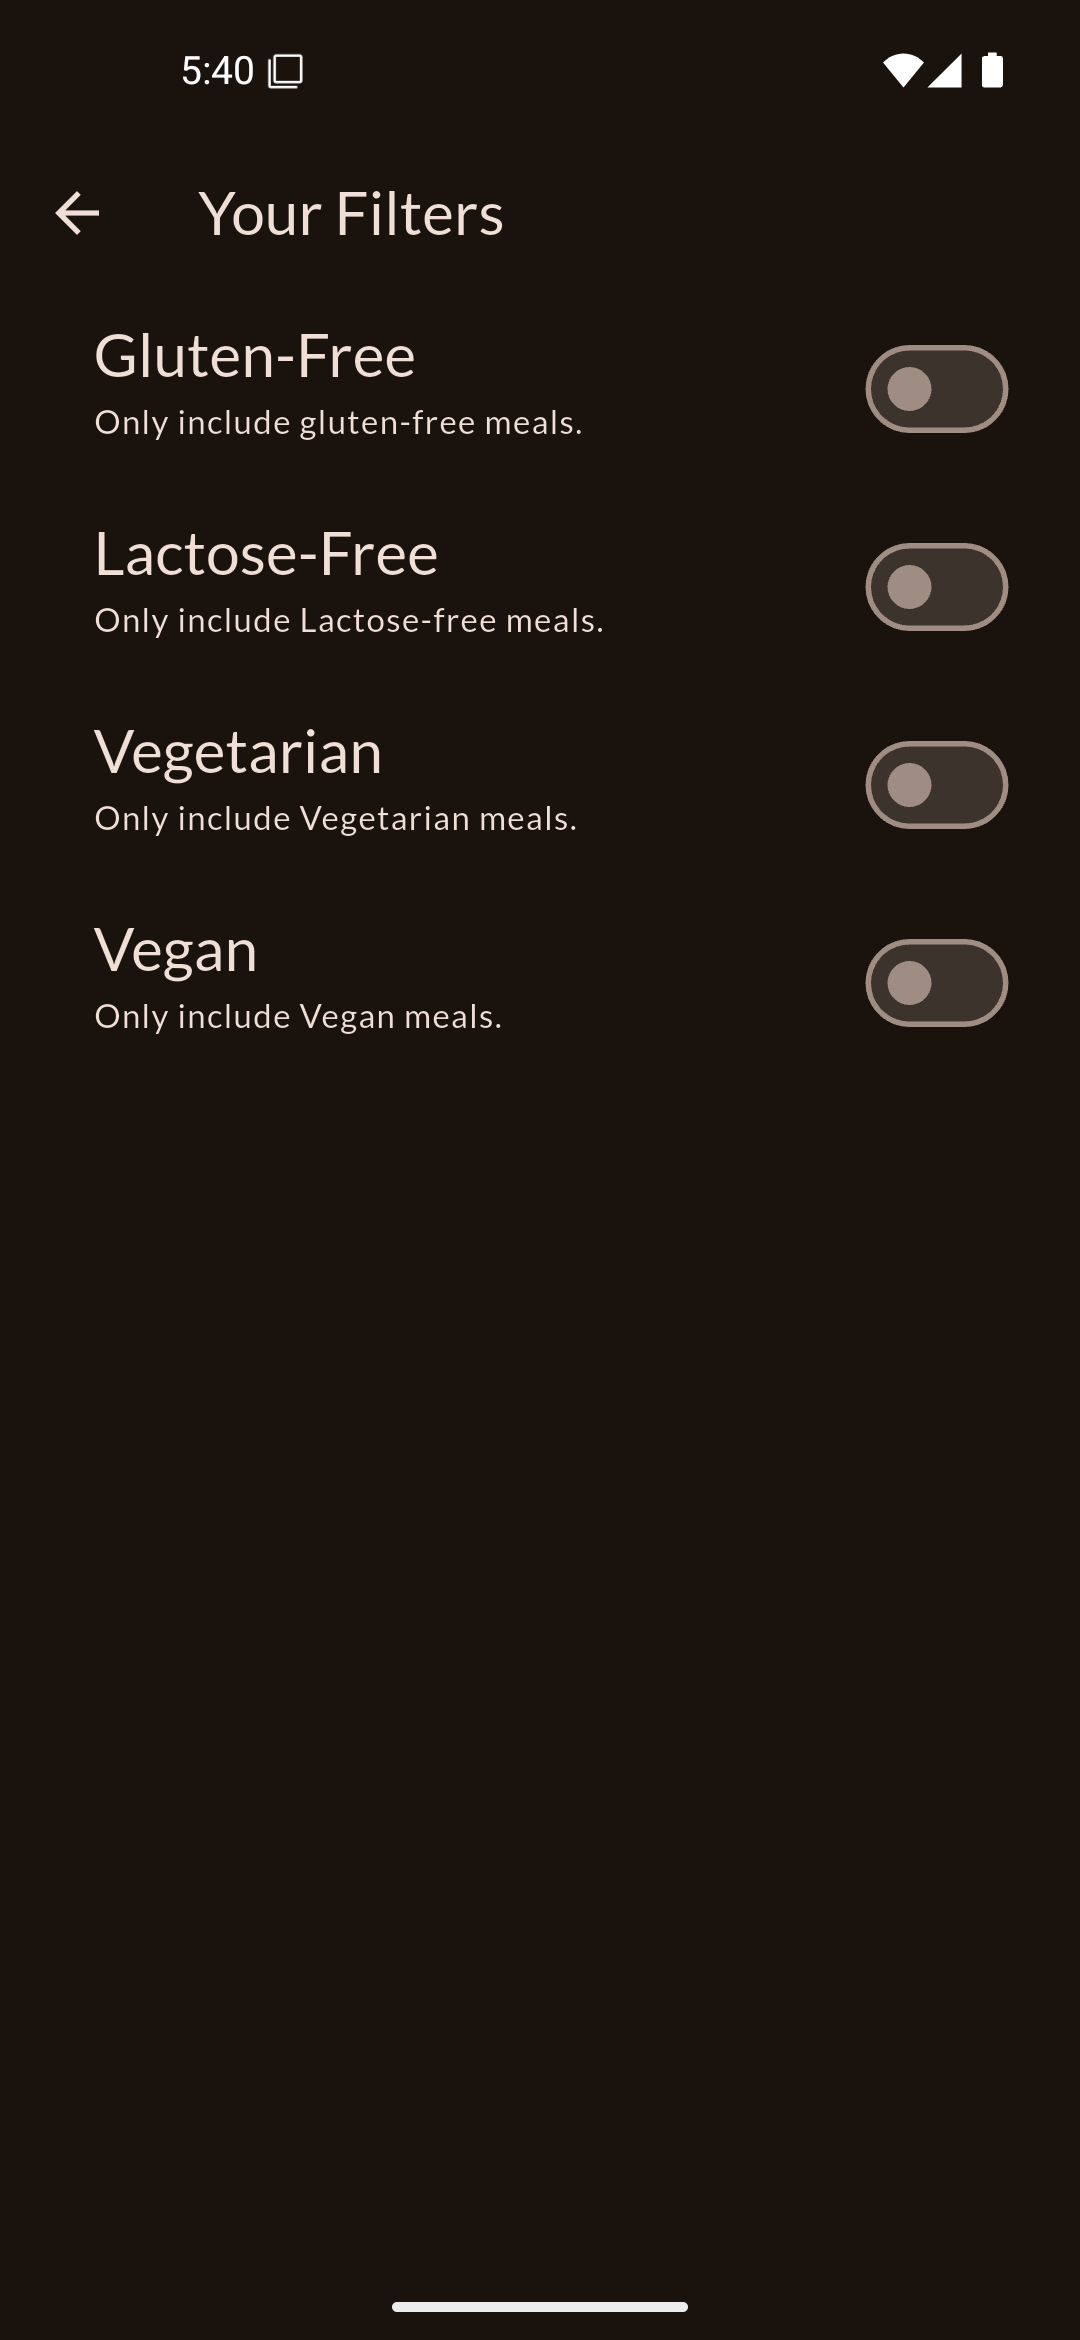 5:40
Your Filters
Gluten-Free
Only include gluten-free meals.
Lactose-Free
Only include Lactose-free meals.
Vegetarian
Only include Vegetarian meals.
Vegan
Only include Vegan meals.